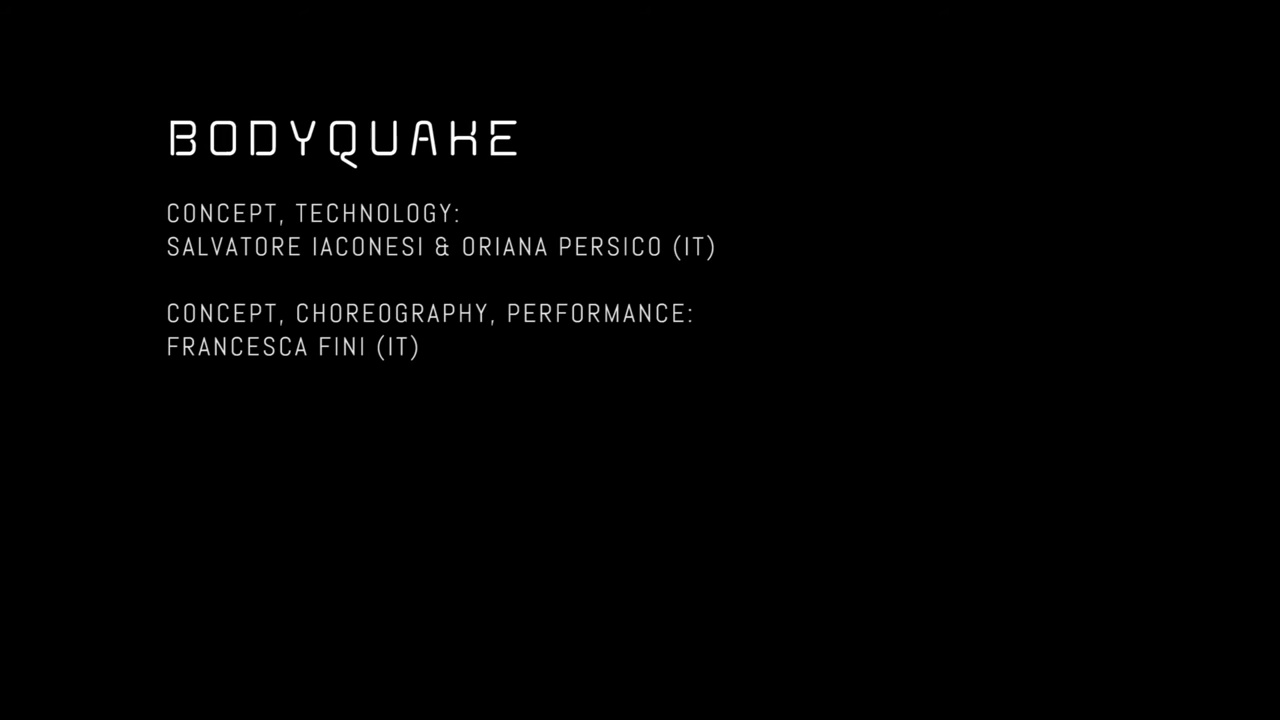 BODYQUAKE
CONCEPT, TECHNOLOGY:
SALVATORE IACONESI & ORIANA PERSICO (IT)
CONCEPT, CHOREOGRAPHY, PERFORMANCE:
FRANCESCA FINI (IT)